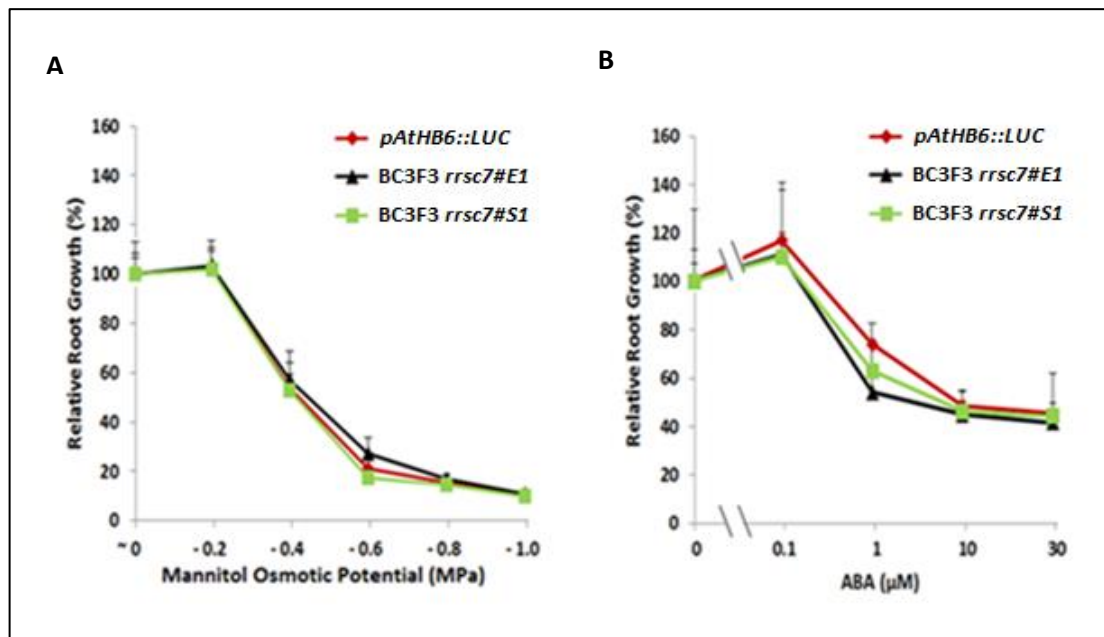 A
160
140
120
100
80
60
40
20
0
Relative Root Growth (%)
pAtHB6::LUC
BC3F3 rrsc7#E1
BC3F3 rrsc7#S1
~ 0 - 0.2 - 0.4 - 0.6 - 0.8 - 1.0
Mannitol Osmotic Potential (MPa)
B
160
140
120
100
80
60
40
20
0
Relative Root Growth (%)
pAtHB6::LUC
BC3F3 rrsc7#E1
BC3F3 rrsc7#S1
0 0.1 1 10 30
ABA (µM)